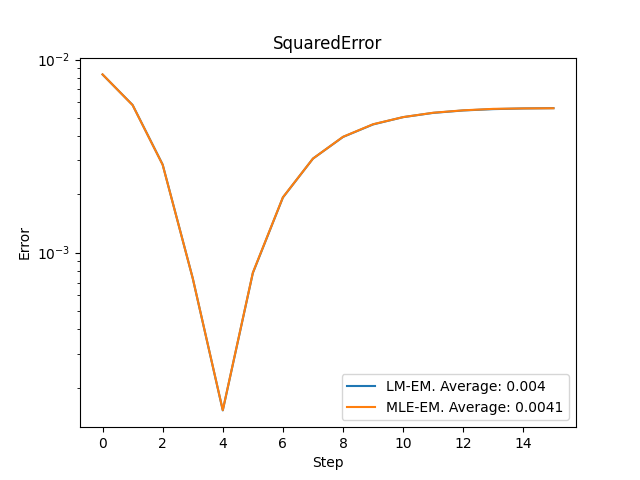 SquaredError
10⁻²
10⁻³
Error
0 2 4 6 8 10 12 14
Step
LM-EM. Average: 0.004
MLE-EM. Average: 0.0041